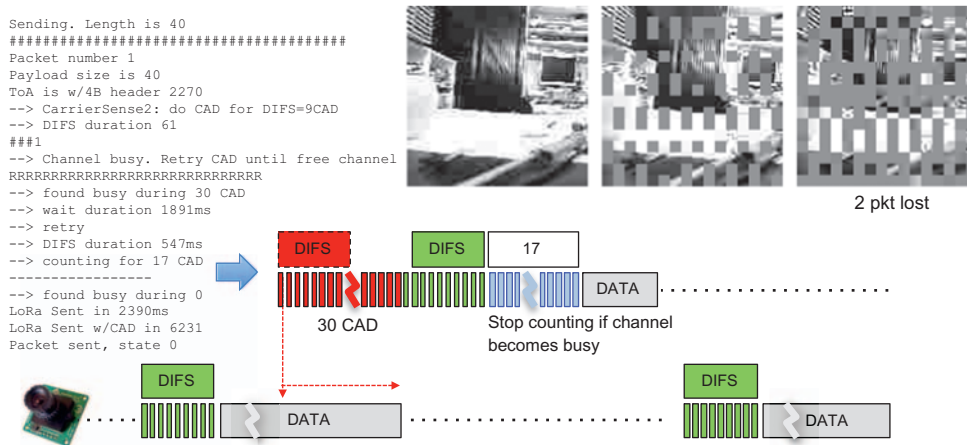 Sending. Length is 40
########################################
Packet number 1
Payload size is 40
ToA is w/4B header 2270
--> CarrierSense2: do CAD for DIFS=9CAD
--> DIFS duration 61
###1
--> Channel busy. Retry CAD until free channel
RRRRRRRRRRRRRRRRRRRRRRRRRRRRRR
--> found busy during 30 CAD
--> wait duration 1891ms
--> retry
--> DIFS duration 547ms
--> counting for 17 CAD
-----------------
--> found busy during 0
LoRa Sent in 2390ms
LoRa Sent w/CAD in 6231
Packet sent, state 0
2 pkt lost
DIFS
DIFS
17
DATA
30 CAD
Stop counting if channel
becomes busy
DIFS
DATA
DIFS
DATA